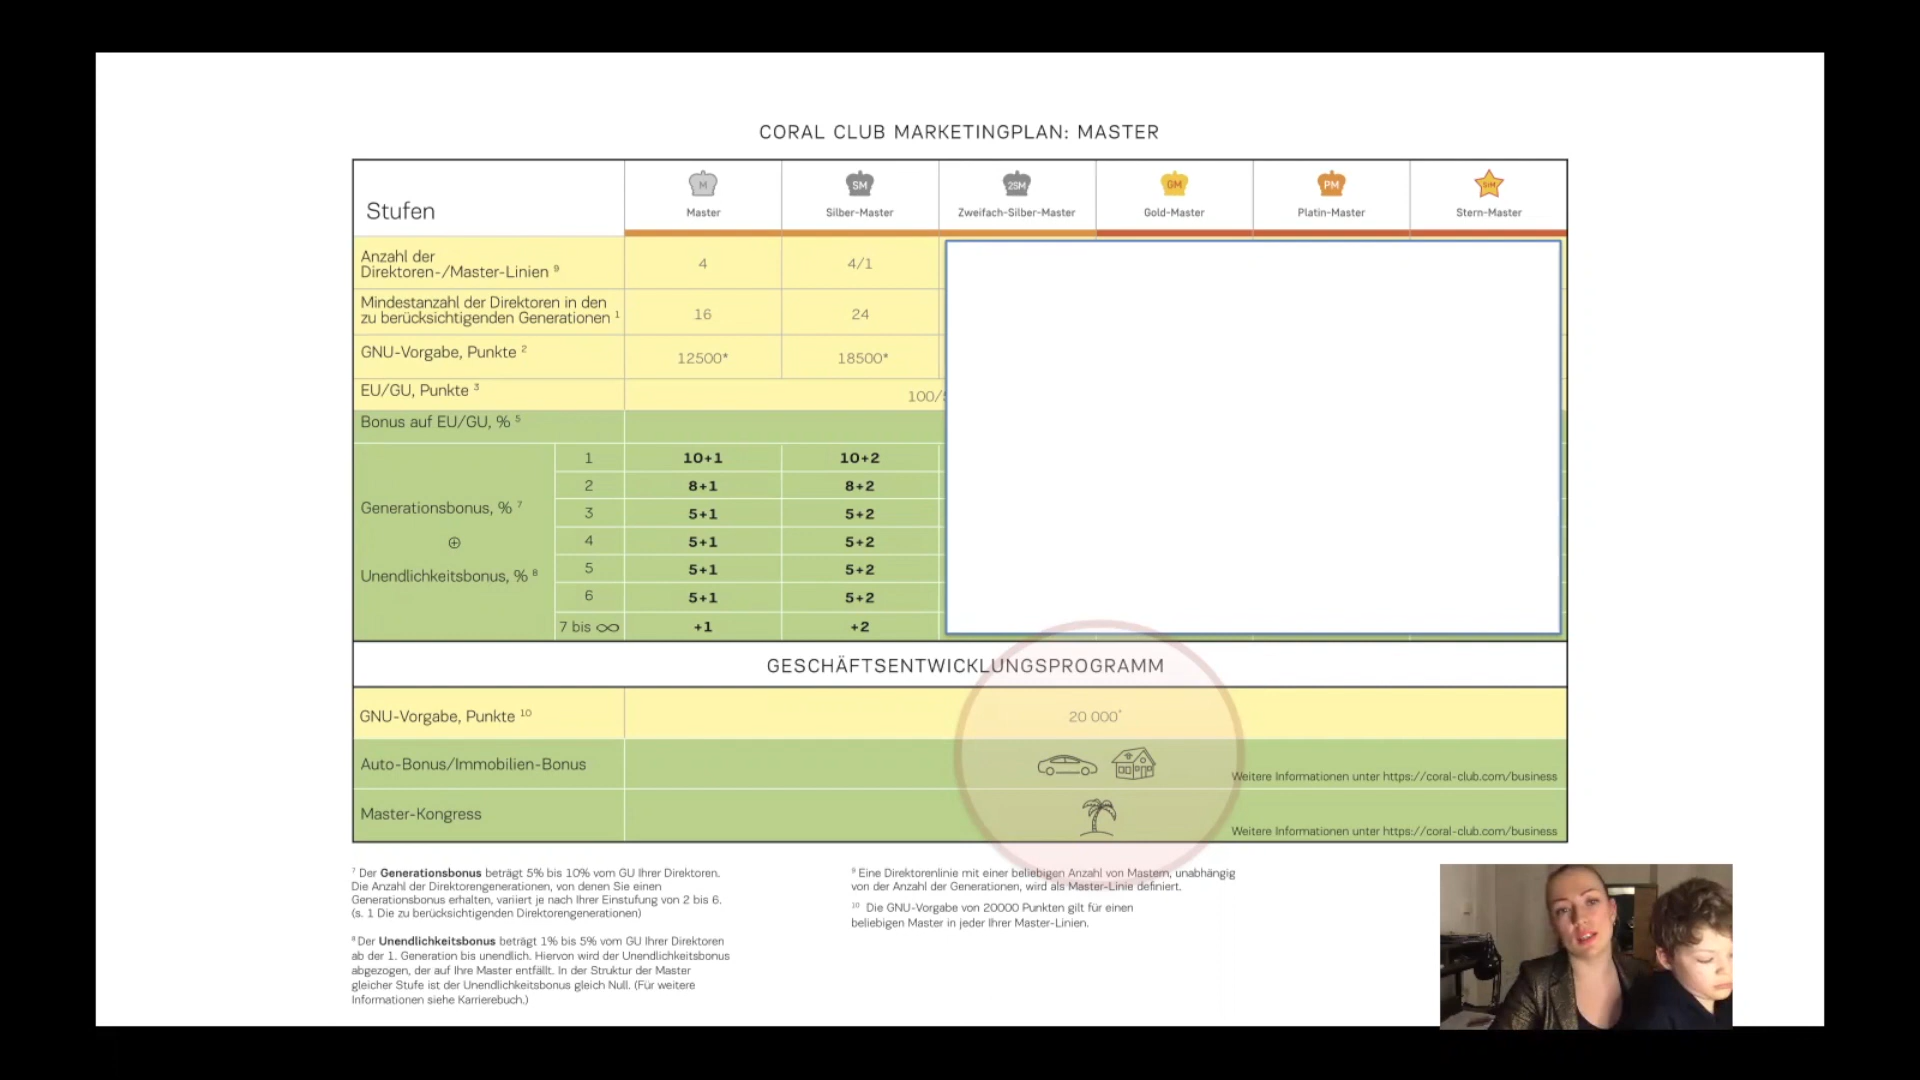 CORAL CLUB MARKETINGPLAN: MASTER
Stufen
M
SM
2SM
GM
PM
StM
Master
Silber-Master
Zweifach-Silber-Master
Gold-Master
Platin-Master
Stern-Master
Anzahl der
Direktoren-/Master-Linien ⁹
4
4/1
Mindestanzahl der Direktoren in den
zu berücksichtigenden Generationen ¹
16
24
GNU-Vorgabe, Punkte ²
12500*
18500*
EU/GU, Punkte ³
100/
Bonus auf EU/GU, % ⁵
Generationsbonus, % ⁷
⊕
Unendlichkeitsbonus, % ⁸
1
10+1
10+2
2
8+1
8+2
3
5+1
5+2
4
5+1
5+2
5
5+1
5+2
6
5+1
5+2
7 bis ∞
+1
+2
GESCHÄFTSENTWICKLUNGSPROGRAMM
GNU-Vorgabe, Punkte ¹⁰
20 000*
Auto-Bonus/Immobilien-Bonus
Weitere Informationen unter https://coral-club.com/business
Master-Kongress
Weitere Informationen unter https://coral-club.com/business
⁷ Der Generationsbonus beträgt 5% bis 10% vom GU Ihrer Direktoren.
Die Anzahl der Direktorengenerationen, von denen Sie einen
Generationsbonus erhalten, variiert je nach Ihrer Einstufung von 2 bis 6.
(s. 1 Die zu berücksichtigenden Direktorengenerationen)
⁸ Der Unendlichkeitsbonus beträgt 1% bis 5% vom GU Ihrer Direktoren
ab der 1. Generation bis unendlich. Hiervon wird der Unendlichkeitsbonus
abgezogen, der auf Ihre Master entfällt. In der Struktur der Master
gleicher Stufe ist der Unendlichkeitsbonus gleich Null. (Für weitere
Informationen siehe Karrierebuch.)
⁹ Eine Direktorenlinie mit einer beliebigen Anzahl von Mastern, unabhängig
von der Anzahl der Generationen, wird als Master-Linie definiert.
¹⁰ Die GNU-Vorgabe von 20000 Punkten gilt für einen
beliebigen Master in jeder Ihrer Master-Linien.